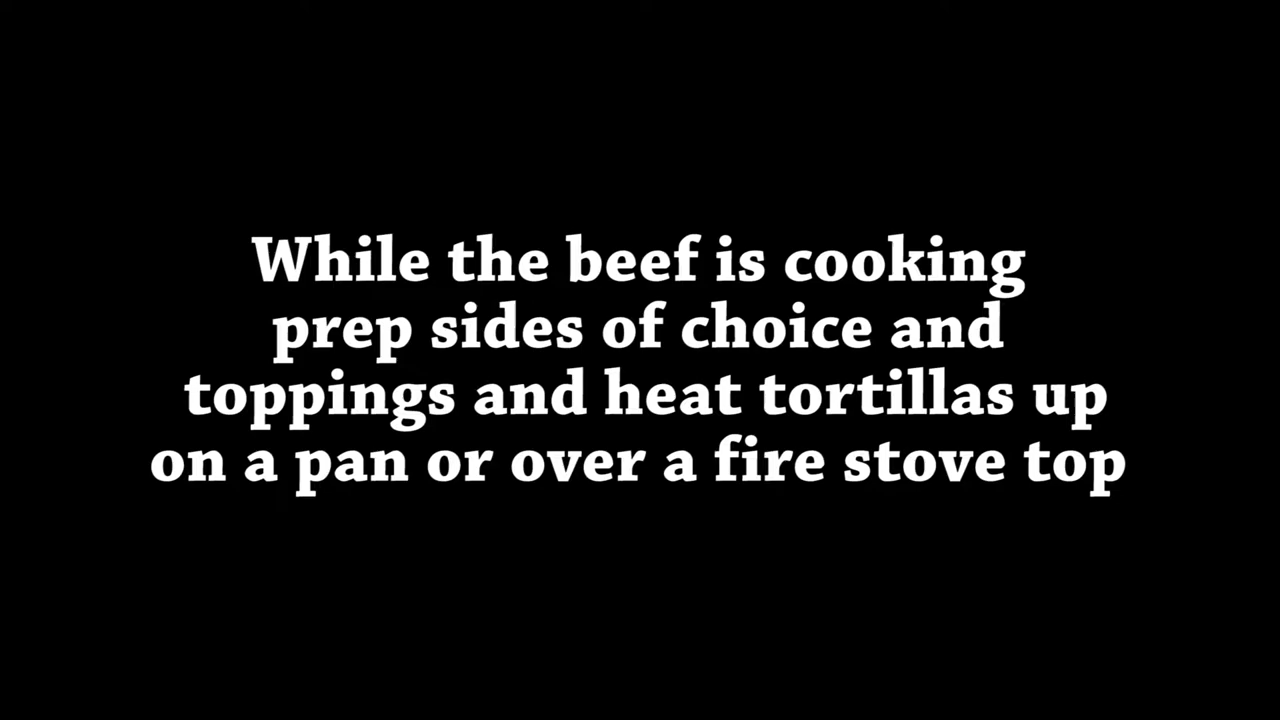 While the beef is cooking
prep sides of choice and
toppings and heat tortillas up
on a pan or over a fire stove top